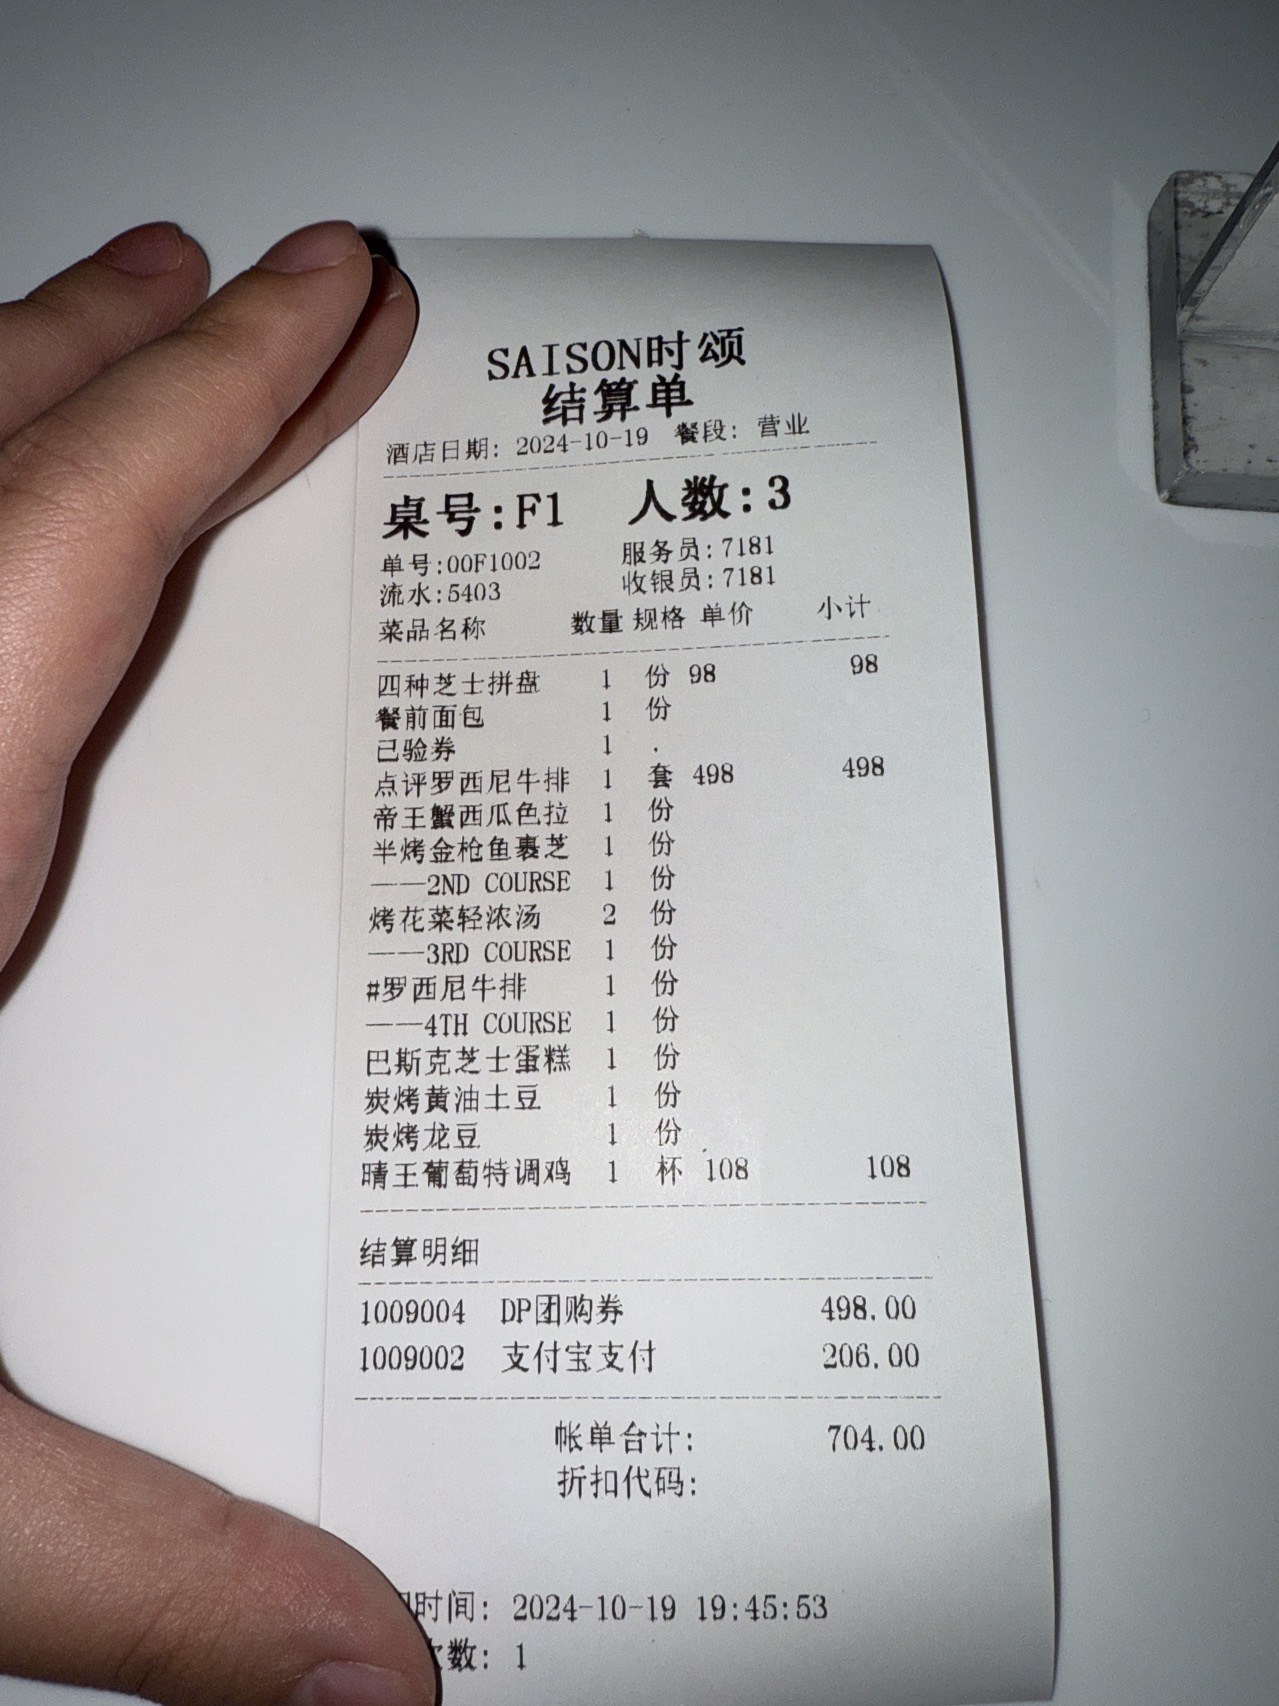 SAISON时颂
结算单
酒店日期: 2024-10-19 餐段: 营业
桌号:F1 人数:3
单号:00F1002 服务员:7181
流水:5403 收银员:7181
菜品名称 数量 规格 单价 小计
四种芝士拼盘 1 份 98 98
餐前面包 1 份
已验券 1 .
点评罗西尼牛排 1 套 498 498
帝王蟹西瓜色拉 1 份
半烤金枪鱼裹芝 1 份
——2ND COURSE 1 份
烤花菜轻浓汤 2 份
——3RD COURSE 1 份
#罗西尼牛排 1 份
——4TH COURSE 1 份
巴斯克芝士蛋糕 1 份
炭烤黄油土豆 1 份
炭烤龙豆 1 份
晴王葡萄特调鸡 1 杯 108 108
结算明细
1009004 DP团购券 498.00
1009002 支付宝支付 206.00
帐单合计: 704.00
折扣代码:
时间: 2024-10-19 19:45:53
次数: 1